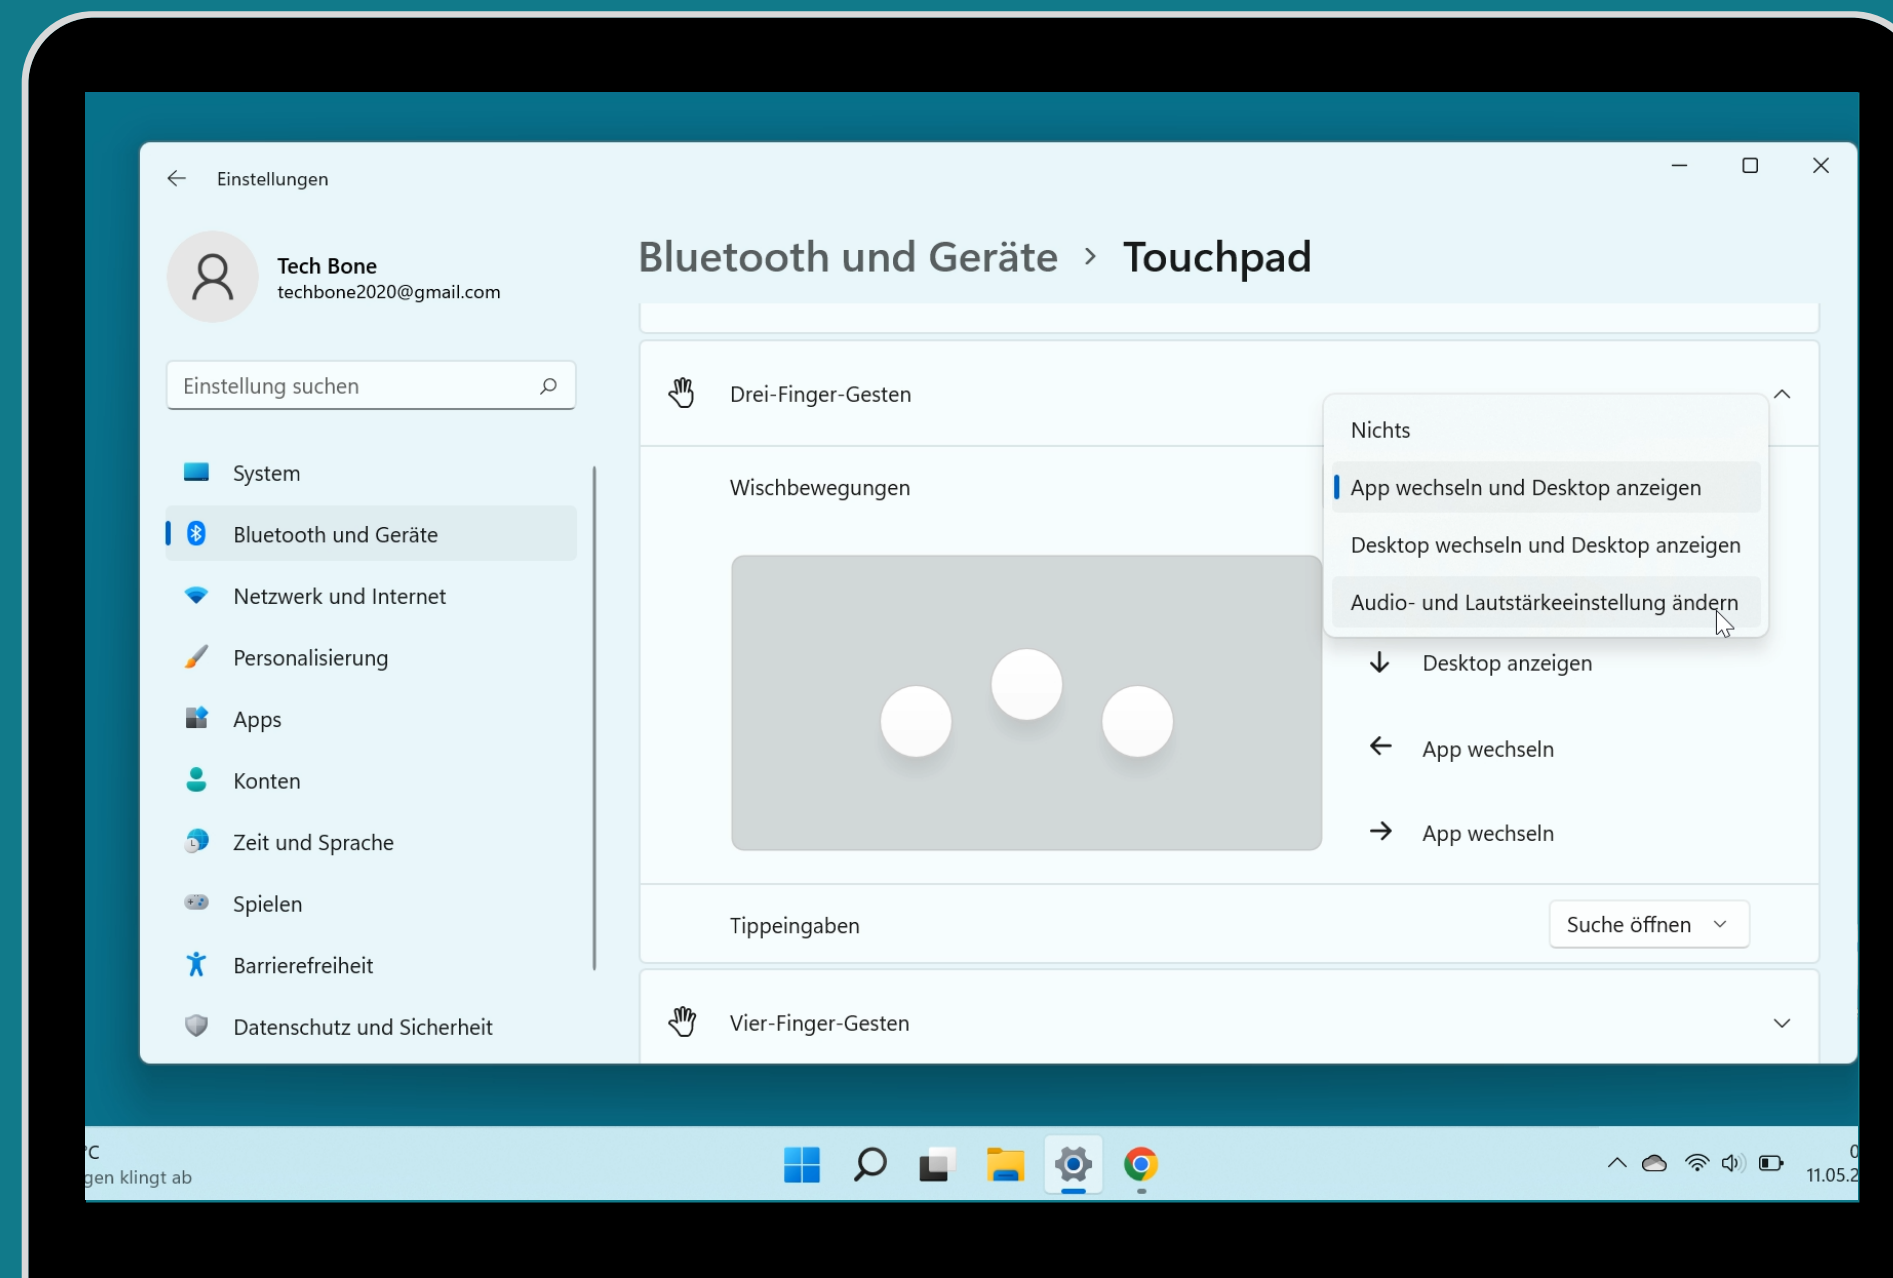 Einstellungen
Tech Bone
techbone2020@gmail.com
Einstellung suchen
System
Bluetooth und Geräte
Netzwerk und Internet
Personalisierung
Apps
Konten
Zeit und Sprache
Spielen
Barrierefreiheit
Datenschutz und Sicherheit
Bluetooth und Geräte > Touchpad
Drei-Finger-Gesten
Wischbewegungen
Nichts
App wechseln und Desktop anzeigen
Desktop wechseln und Desktop anzeigen
Audio- und Lautstärkeeinstellung ändern
Desktop anzeigen
App wechseln
App wechseln
Tippeingaben
Suche öffnen
Vier-Finger-Gesten
°C
gen klingt ab
0
11.05.2